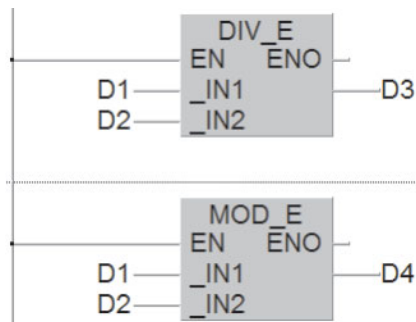 DIV_E
EN ENO
D1 _IN1 D3
D2 _IN2
MOD_E
EN ENO
D1 _IN1 D4
D2 _IN2